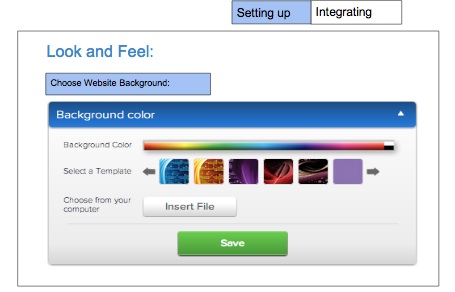 Setting up Integrating
Look and Feel:
Choose Website Background:
Background color
Background Color
Select a Template
Choose from your
computer
Insert File
Save